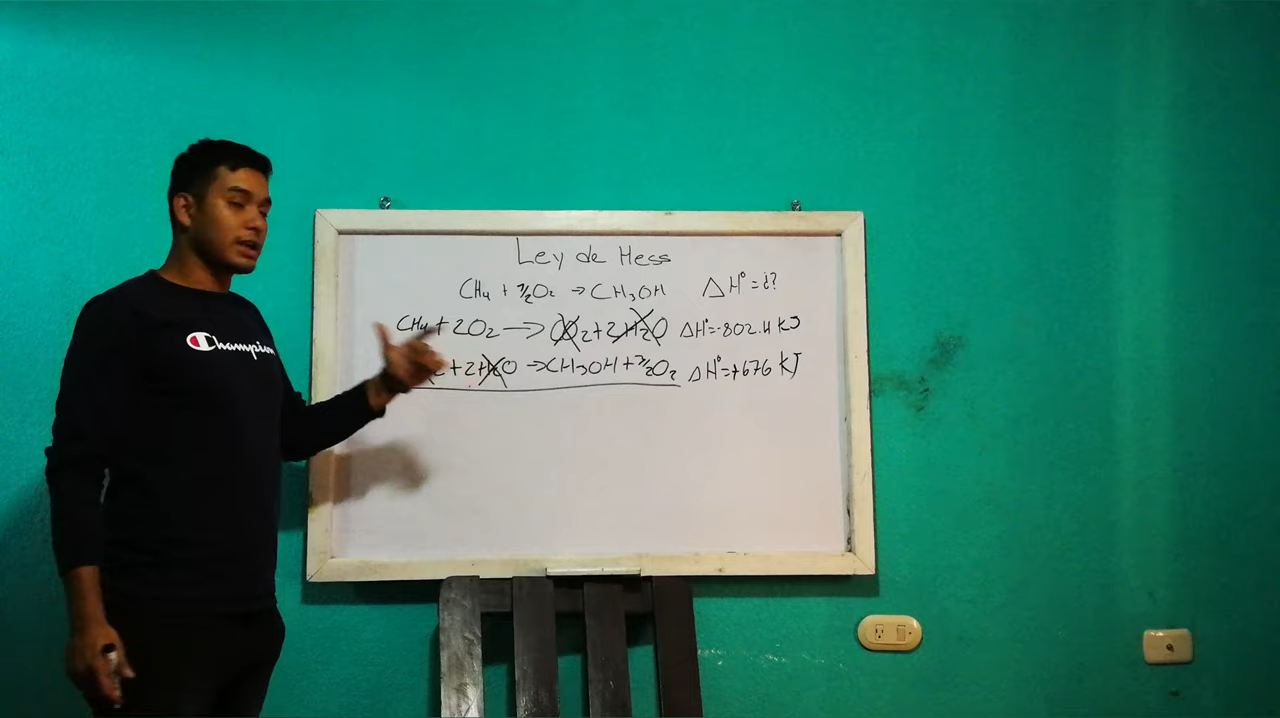 Champion
Ley de Hess
CH4 + 1/2O2 → CH3OH ΔH° = ¿?
CH4 + 2O2 → CO2 + 2H2O ΔH°=-802.4 KJ
+ 2H2O → CH3OH + 3/2O2 ΔH°=+676 KJ